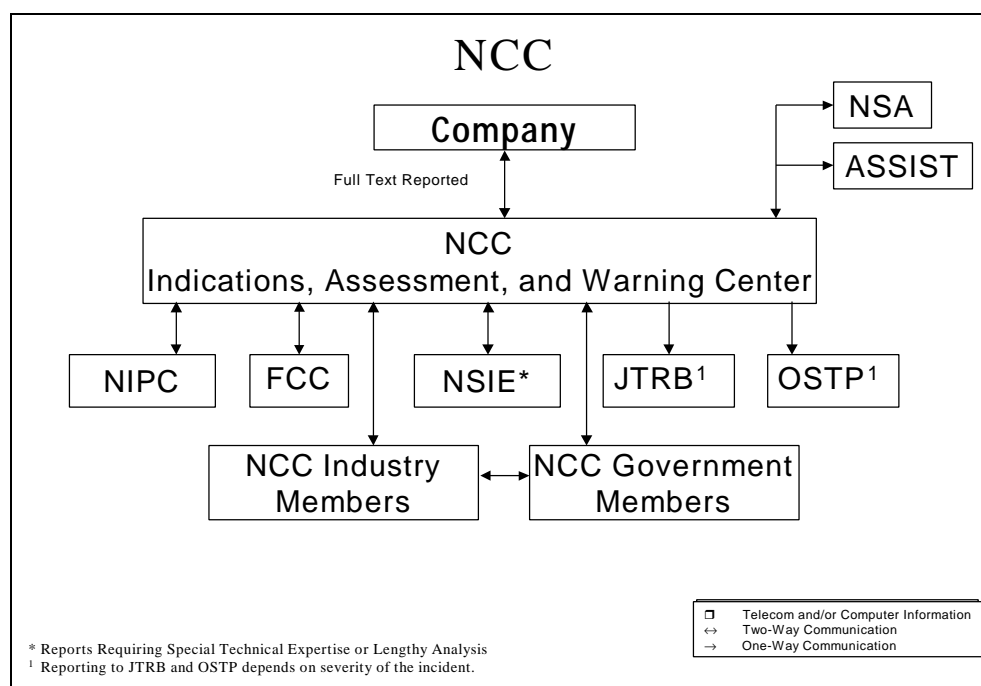 NCC
Company
NSA
ASSIST
Full Text Reported
NCC
Indications, Assessment, and Warning Center
NIPC
FCC
NSIE*
JTRB¹
OSTP¹
NCC Industry
Members
NCC Government
Members
* Reports Requiring Special Technical Expertise or Lengthy Analysis
¹ Reporting to JTRB and OSTP depends on severity of the incident.
❒ Telecom and/or Computer Information
↔ Two-Way Communication
→ One-Way Communication